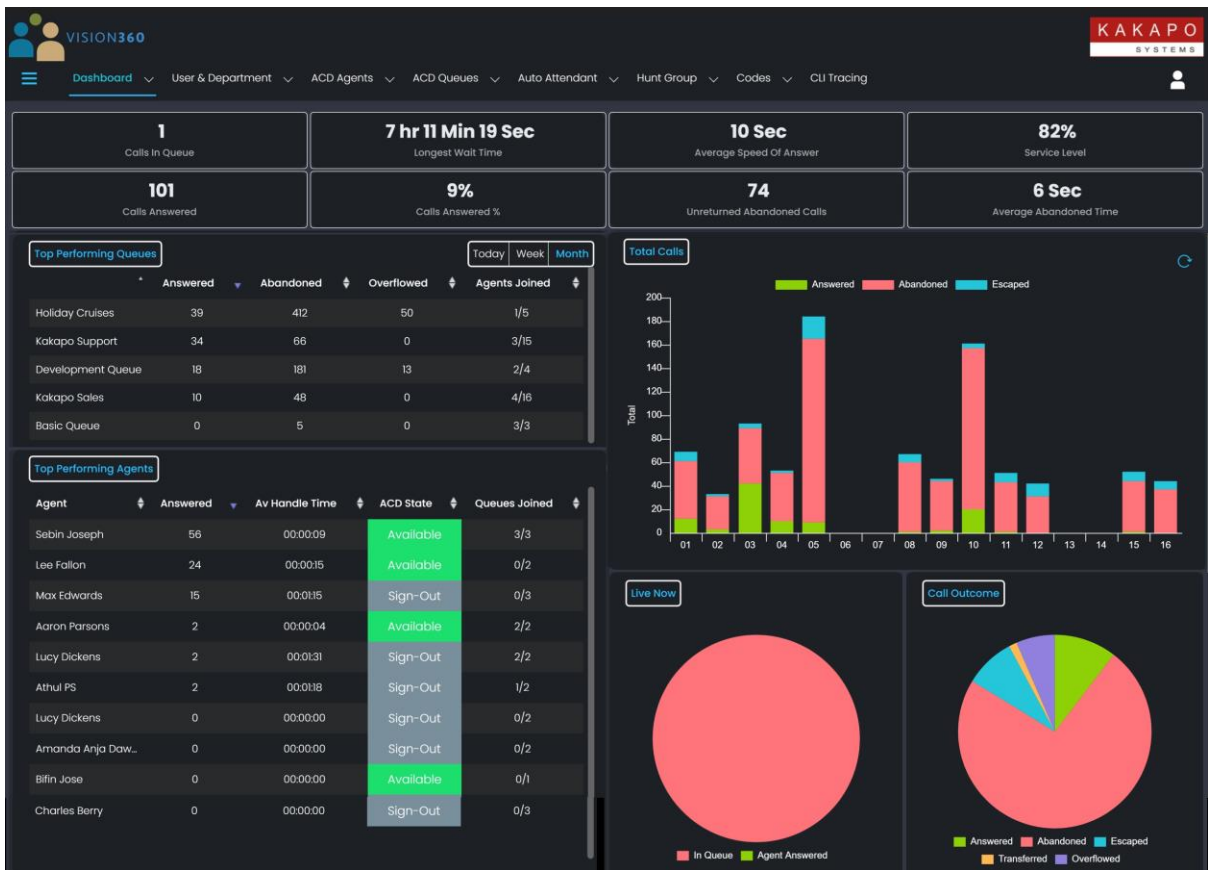 VISION360
KAKAPO
SYSTEMS
Dashboard User & Department ACD Agents ACD Queues Auto Attendant Hunt Group Codes CLI Tracing
1 7 hr 11 Min 19 Sec 10 Sec 82%
Calls In Queue Longest Wait Time Average Speed Of Answer Service Level
101 9% 74 6 Sec
Calls Answered Calls Answered % Unreturned Abandoned Calls Average Abandoned Time
Top Performing Queues Today Week Month
Answered Abandoned Overflowed Agents Joined
Holiday Cruises 39 412 50 1/5
Kakapo Support 34 66 0 3/15
Development Queue 18 181 13 2/4
Kakapo Sales 10 48 0 4/16
Basic Queue 0 5 0 3/3
Top Performing Agents
Agent Answered Av Handle Time ACD State Queues Joined
Sebin Joseph 56 00:00:09 Available 3/3
Lee Fallon 24 00:00:15 Available 0/2
Max Edwards 15 00:01:15 Sign-Out 0/3
Aaron Parsons 2 00:00:04 Available 2/2
Lucy Dickens 2 00:01:31 Sign-Out 2/2
Athul PS 2 00:01:18 Sign-Out 1/2
Lucy Dickens 0 00:00:00 Sign-Out 0/2
Amanda Anja Daw... 0 00:00:00 Sign-Out 0/2
Bifin Jose 0 00:00:00 Available 0/1
Charles Berry 0 00:00:00 Sign-Out 0/3
Total Calls
Answered Abandoned Escaped
Total
200
180
160
140
120
100
80
60
40
20
0
01 02 03 04 05 06 07 08 09 10 11 12 13 14 15 16
Live Now
In Queue Agent Answered
Call Outcome
Answered Abandoned Escaped
Transferred Overflowed